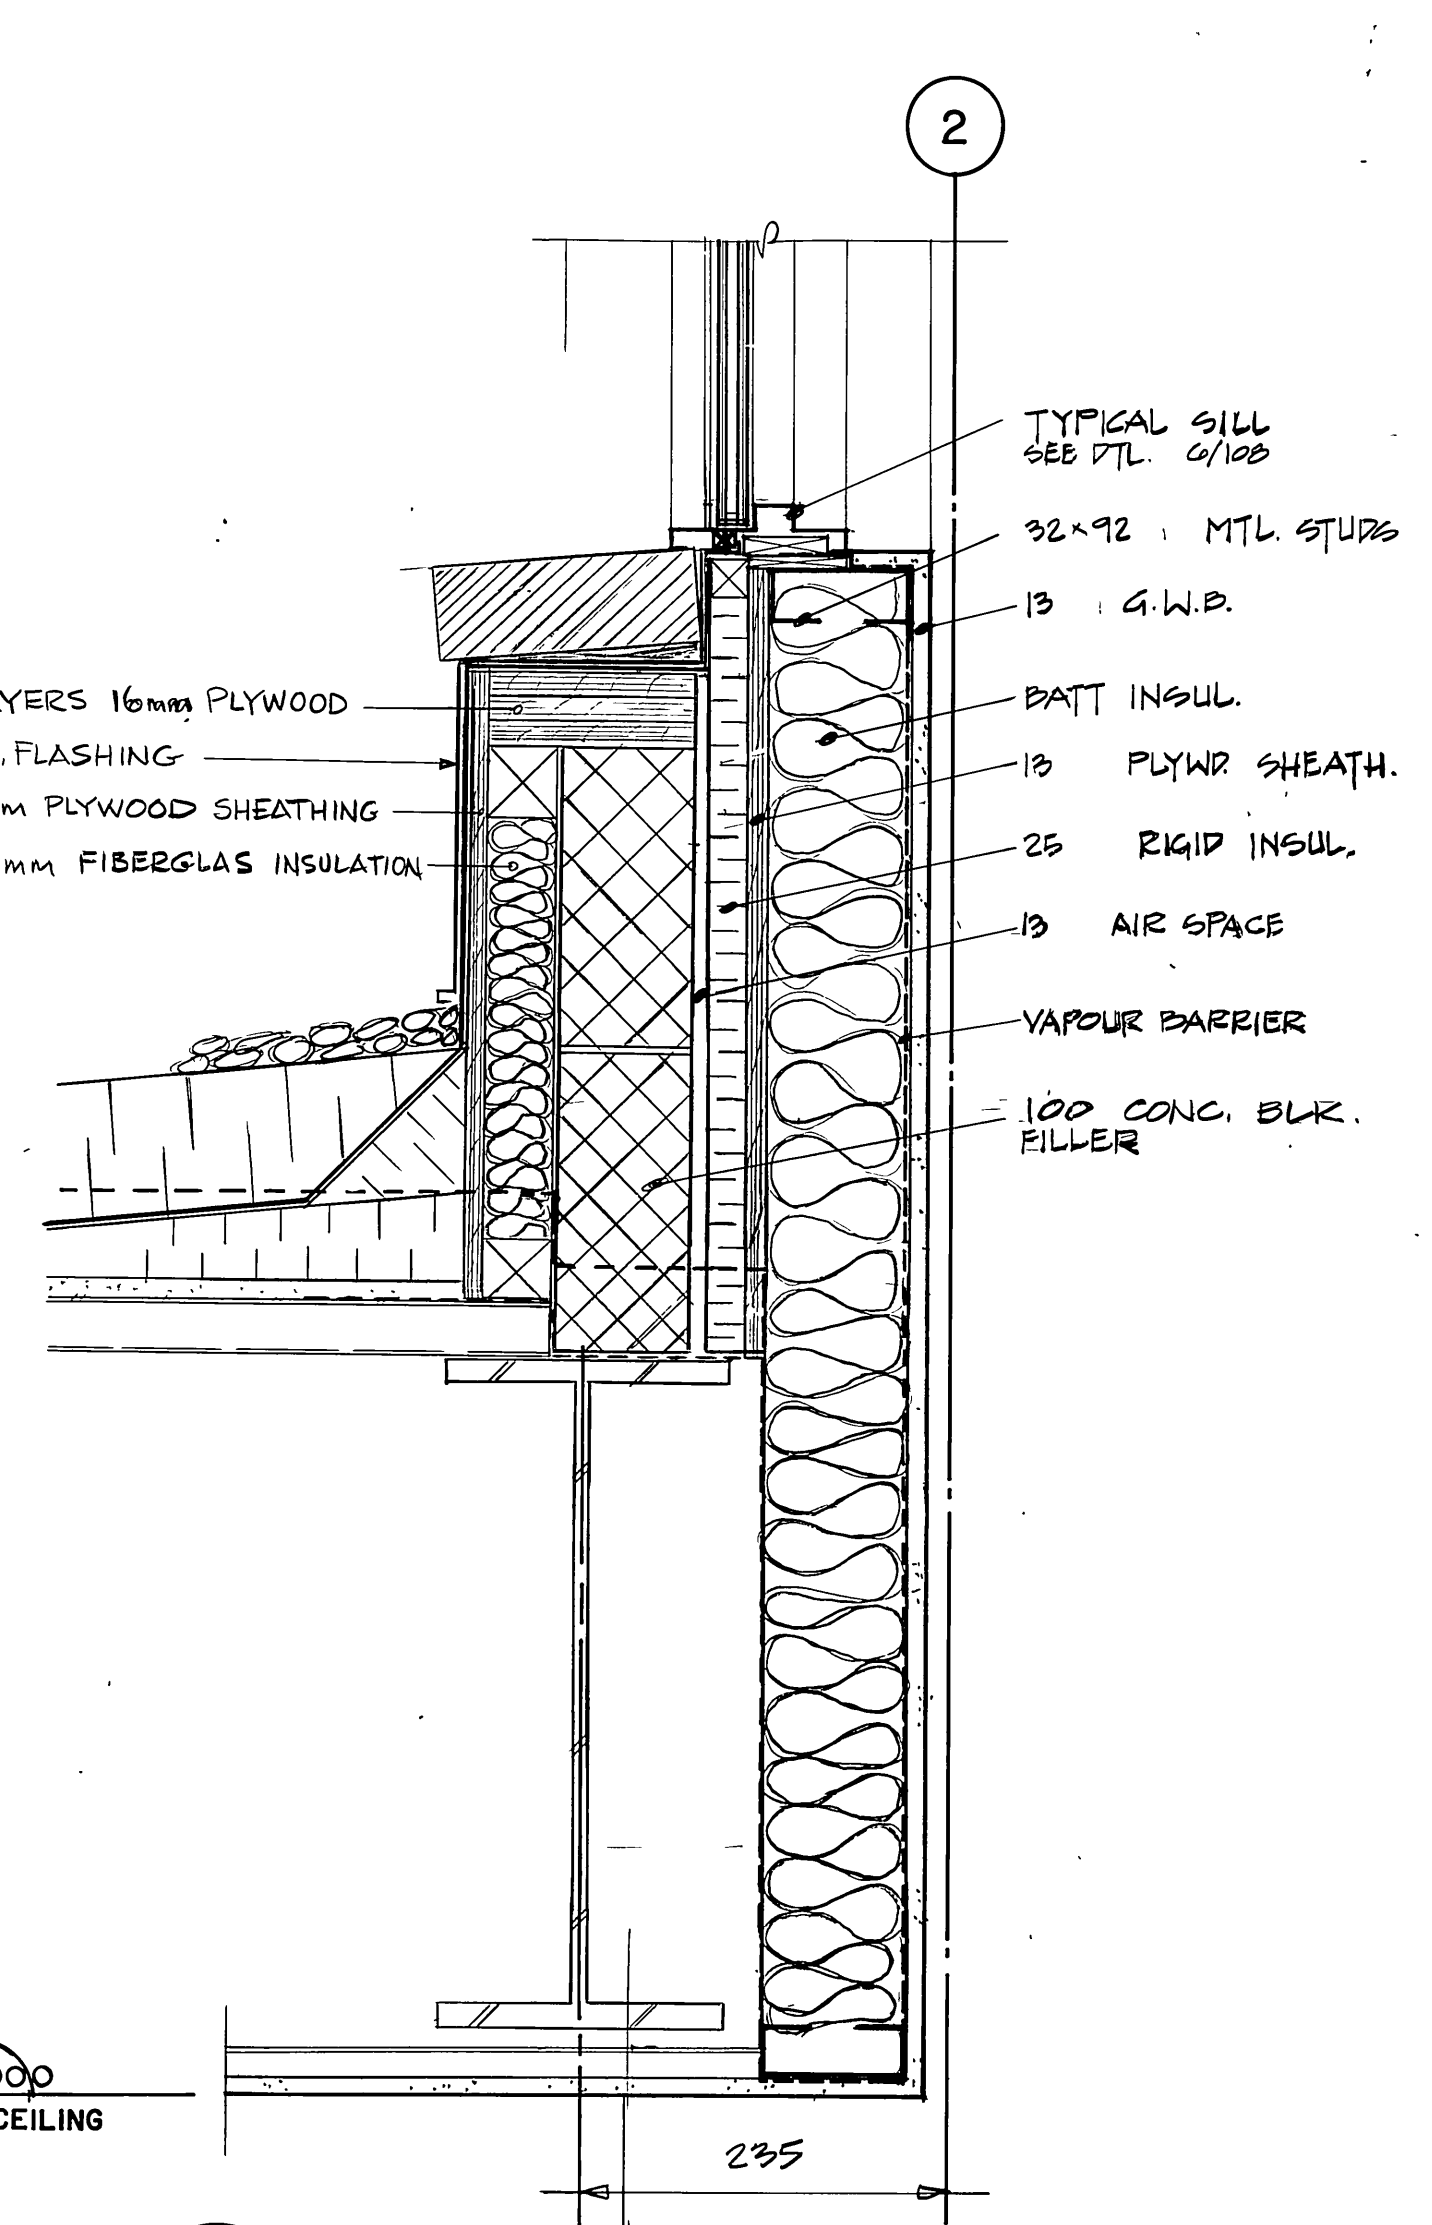 2
TYPICAL SILL
SEE DTL. 6/108
32×92 MTL. STUDS
13 G.W.B.
YERS 16mm PLYWOOD
BATT INSUL.
. FLASHING
13 PLYWD. SHEATH.
m PLYWOOD SHEATHING
25 RIGID INSUL.
mm FIBERGLAS INSULATION
13 AIR SPACE
VAPOUR BARRIER
100 CONC. BLK.
FILLER
CEILING
235